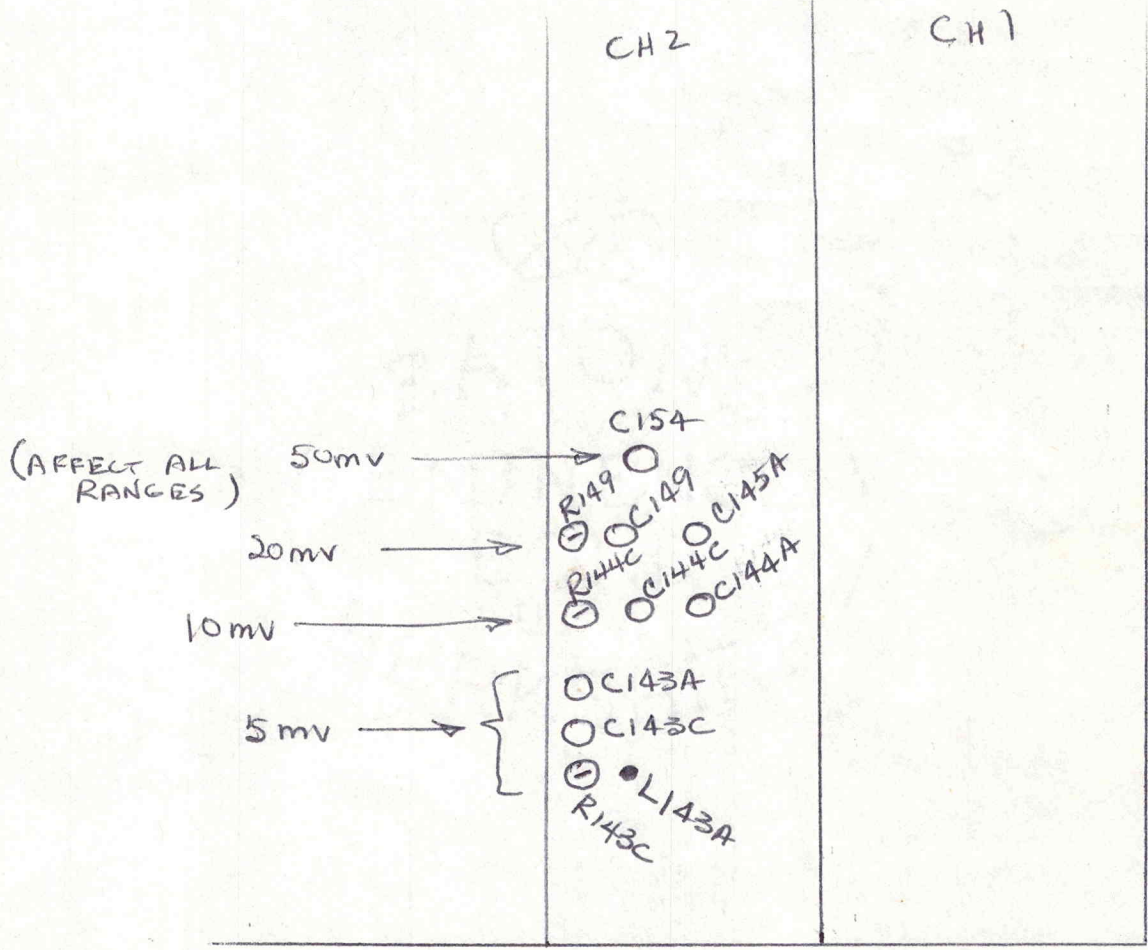 CH2
CH1
C154
(AFFECT ALL
RANGES)
50mv
R149
C149
C145A
20mv
R144C
C144C
C144A
10mv
C143A
C143C
5mv
L143A
R143C